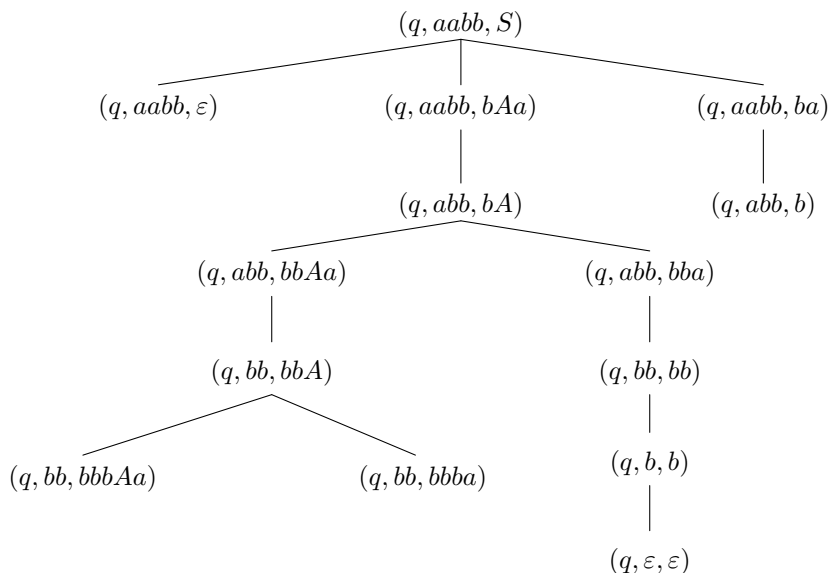 (q, aabb, S)
(q, aabb, ε) (q, aabb, bAa) (q, aabb, ba)
(q, abb, bA) (q, abb, b)
(q, abb, bbAa) (q, abb, bba)
(q, bb, bbA) (q, bb, bb)
(q, bb, bbbAa) (q, bb, bbba) (q, b, b)
(q, ε, ε)